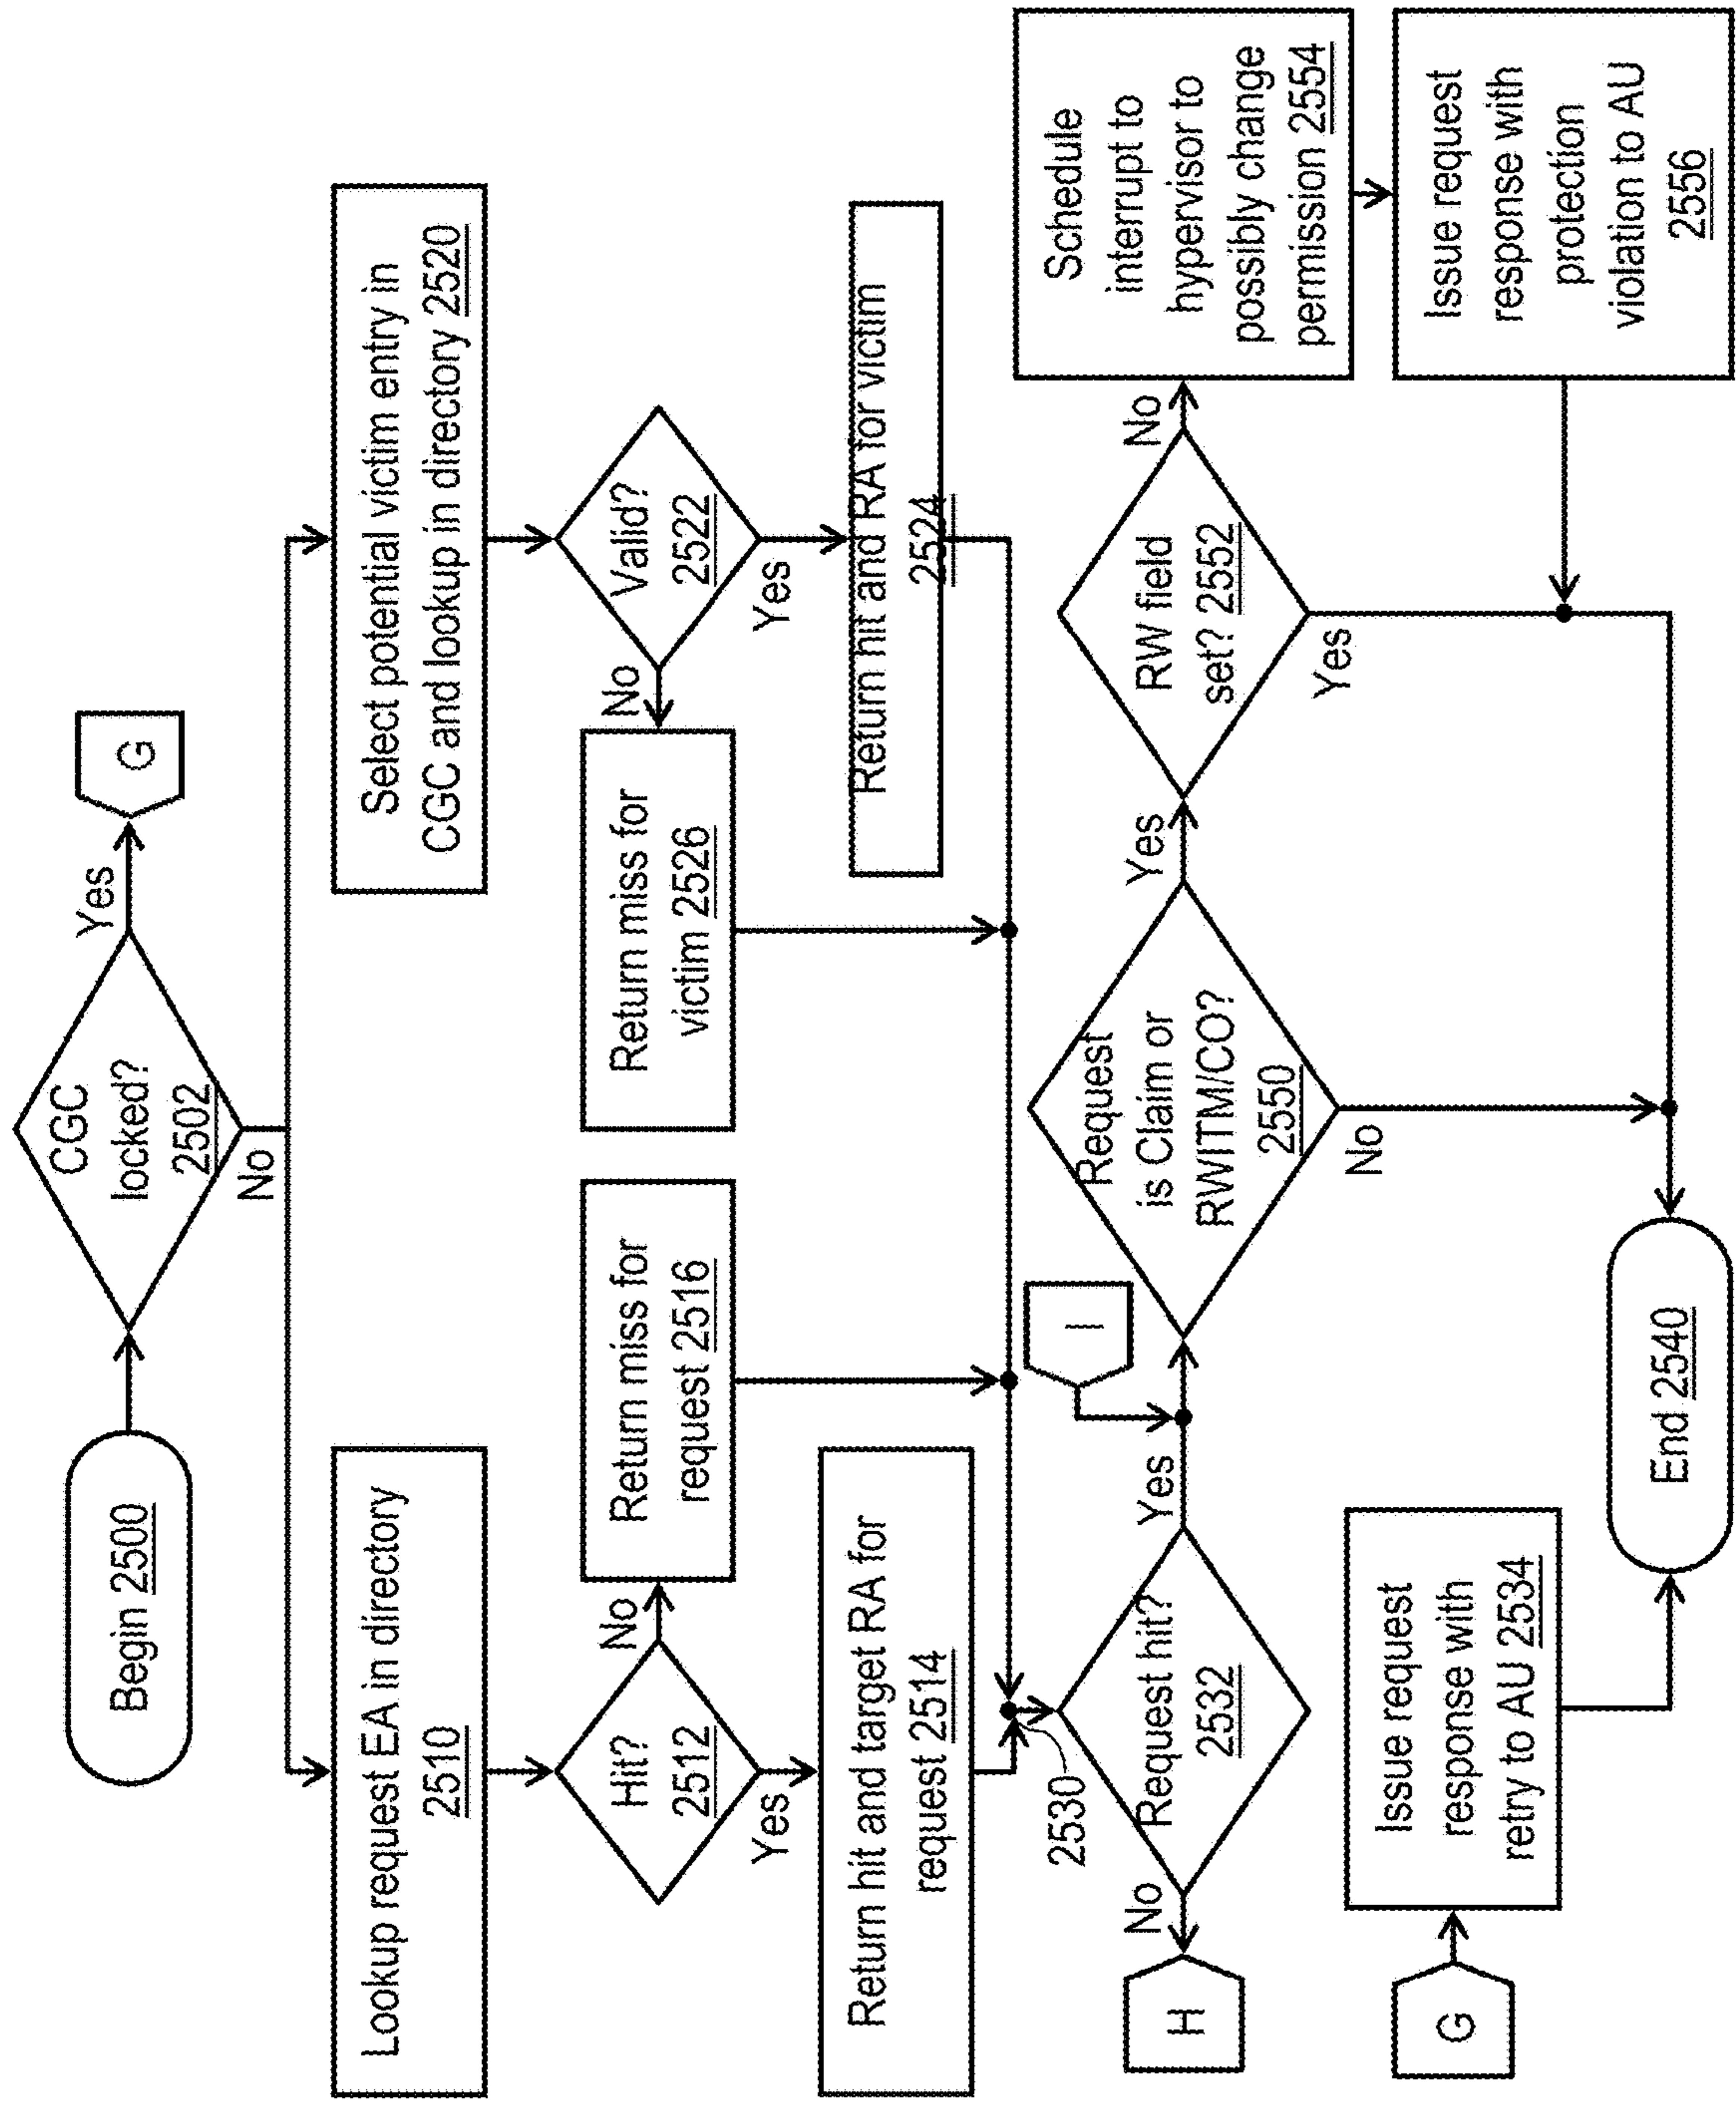 Begin 2500
CGC
locked?
2502
Yes
G
No
Lookup request EA in directory
2510
Select potential victim entry in
CGC and lookup in directory 2520
Hit?
2512
No
Yes
Return miss for
request 2516
Valid?
2522
No
Yes
Return miss for
victim 2526
Return hit and target RA for
request 2514
Return hit and RA for victim
2524
2530
Request hit?
2532
No
H
Yes
I
Request
is Claim or
RWITM/CO?
2550
Yes
No
RW field
set? 2552
No
Yes
Schedule
interrupt to
hypervisor to
possibly change
permission 2554
Issue request
response with
protection
violation to AU
2556
G
Issue request
response with
retry to AU 2534
End 2540